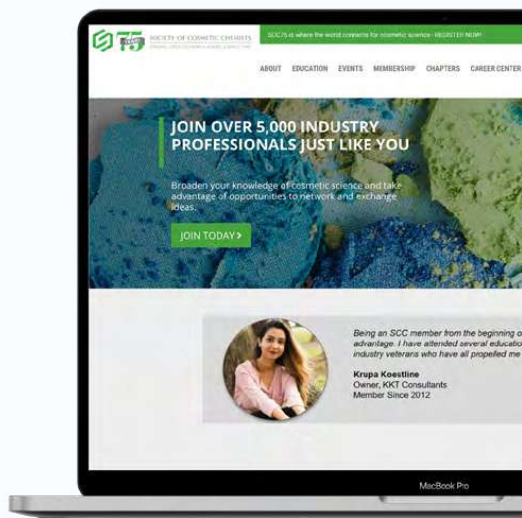 75
YEARS
SOCIETY OF COSMETIC CHEMISTS
SCC75 is where the world connects for cosmetic science - REGISTER NOW!
ABOUT EDUCATION EVENTS MEMBERSHIP CHAPTERS CAREER CENTER
JOIN OVER 5,000 INDUSTRY
PROFESSIONALS JUST LIKE YOU
Broaden your knowledge of cosmetic science and take
advantage of opportunities to network and exchange
ideas.
JOIN TODAY >
Being an SCC member from the beginning o
advantage. I have attended several educatio
industry veterans who have all propelled me
Krupa Koestline
Owner, KKT Consultants
Member Since 2012
MacBook Pro